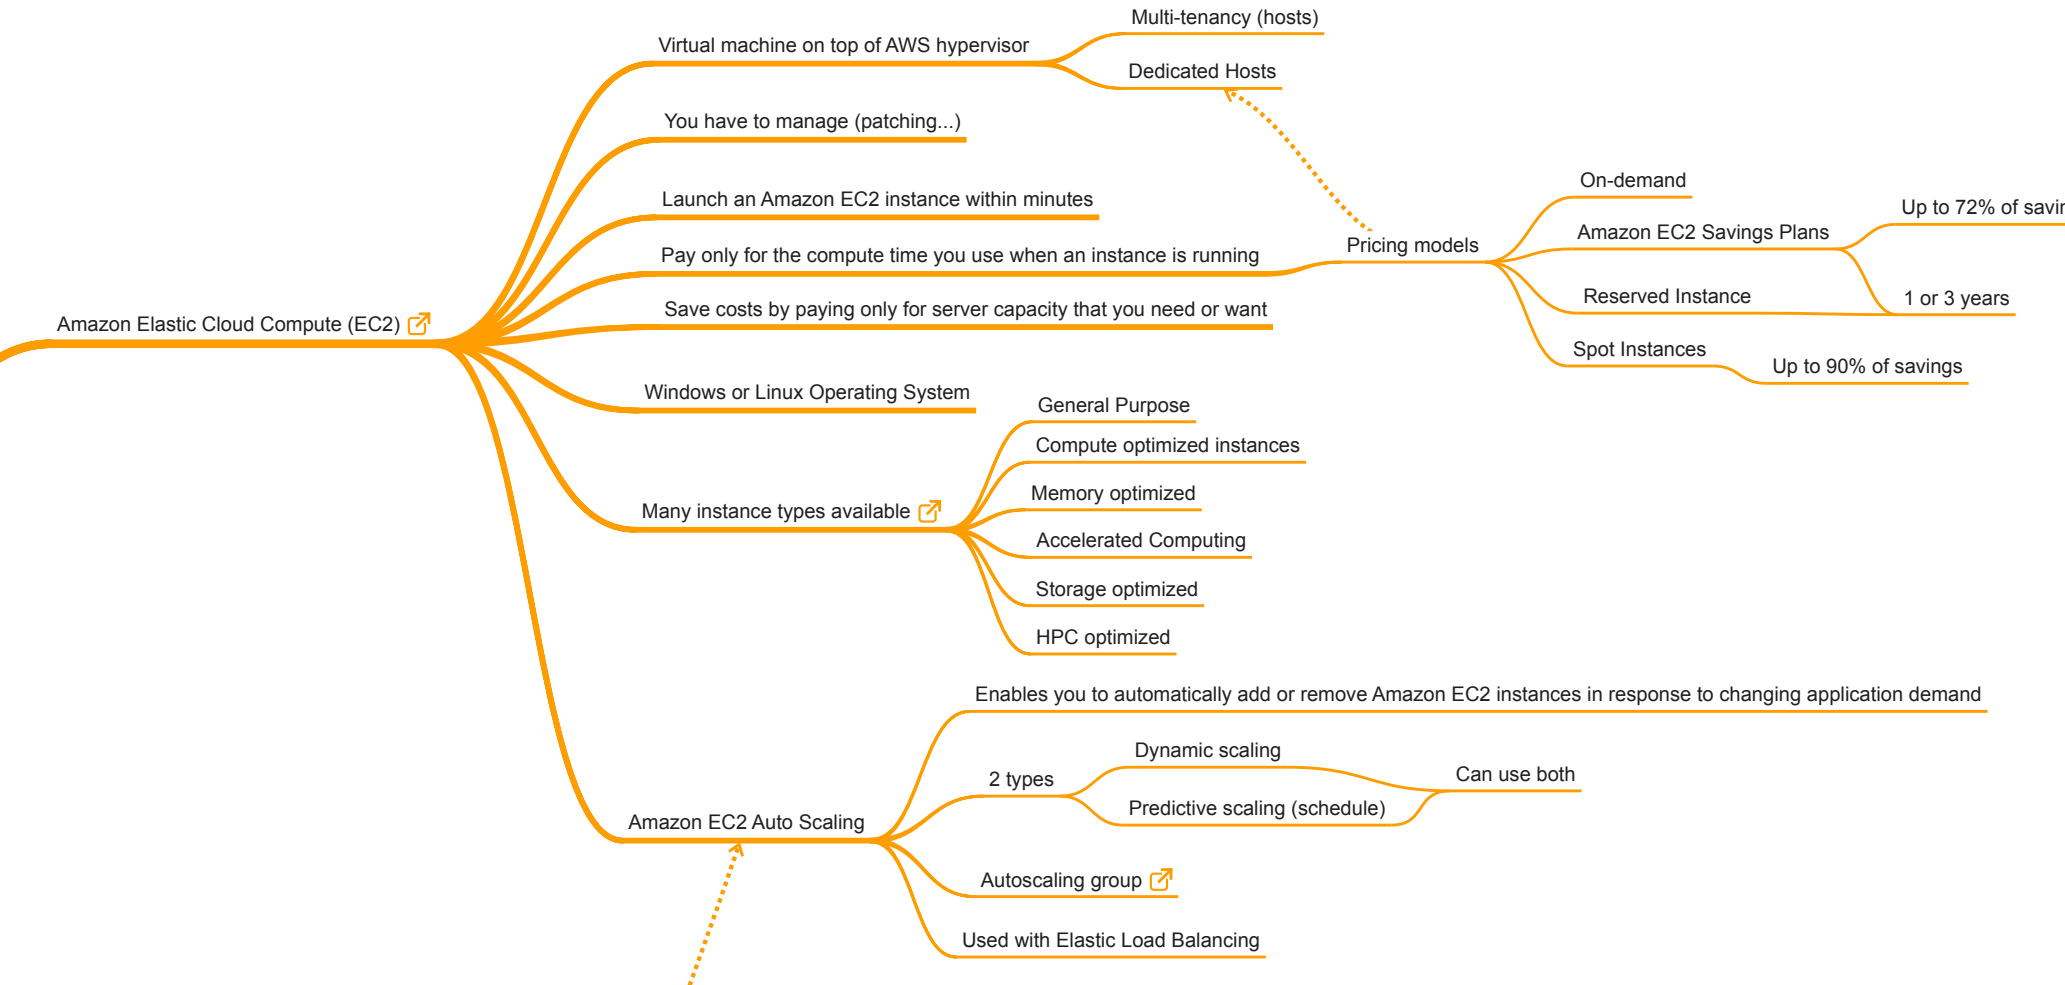 Multi-tenancy (hosts)
Virtual machine on top of AWS hypervisor
Dedicated Hosts
You have to manage (patching...)
Launch an Amazon EC2 instance within minutes
Pay only for the compute time you use when an instance is running
Pricing models
On-demand
Amazon EC2 Savings Plans
Up to 72% of
1 or 3 years
Reserved Instance
Spot Instances
Up to 90% of savings
Save costs by paying only for server capacity that you need or want
Amazon Elastic Cloud Compute (EC2)
Windows or Linux Operating System
Many instance types available
General Purpose
Compute optimized instances
Memory optimized
Accelerated Computing
Storage optimized
HPC optimized
Amazon EC2 Auto Scaling
Enables you to automatically add or remove Amazon EC2 instances in response to changing application demand
2 types
Dynamic scaling
Predictive scaling (schedule)
Can use both
Autoscaling group
Used with Elastic Load Balancing